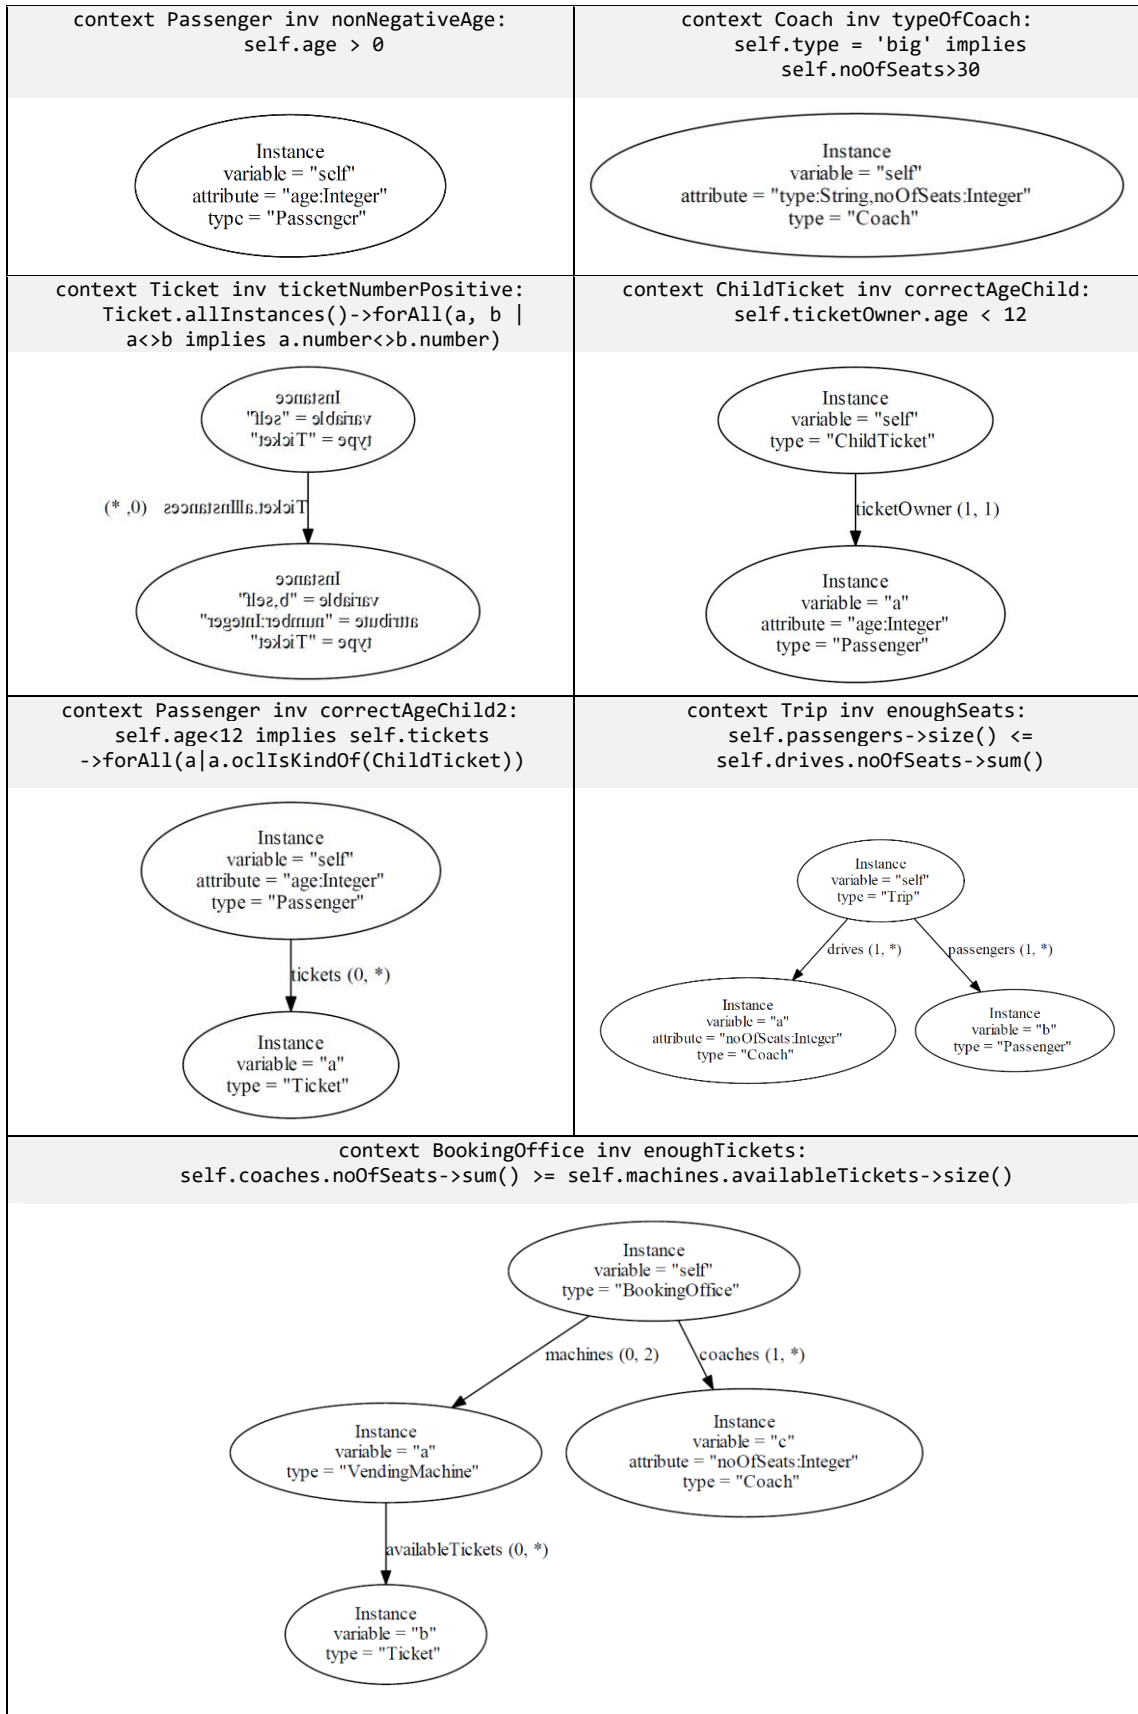 context Passenger inv nonNegativeAge:
self.age > 0
Instance
variable = "self"
attribute = "age:Integer"
type = "Passenger"
context Coach inv typeOfCoach:
self.type = 'big' implies
self.noOfSeats>30
Instance
variable = "self"
attribute = "type:String,noOfSeats:Integer"
type = "Coach"
context Ticket inv ticketNumberPositive:
Ticket.allInstances()->forAll(a, b |
a<>b implies a.number<>b.number)
Instance
variable = "self"
type = "Ticket"
Ticket.allInstances (0, *)
Instance
variable = "b,self"
attribute = "number:Integer"
type = "Ticket"
context ChildTicket inv correctAgeChild:
self.ticketOwner.age < 12
Instance
variable = "self"
type = "ChildTicket"
ticketOwner (1, 1)
Instance
variable = "a"
attribute = "age:Integer"
type = "Passenger"
context Passenger inv correctAgeChild2:
self.age<12 implies self.tickets
->forAll(a|a.oclIsKindOf(ChildTicket))
Instance
variable = "self"
attribute = "age:Integer"
type = "Passenger"
tickets (0, *)
Instance
variable = "a"
type = "Ticket"
context Trip inv enoughSeats:
self.passengers->size() <=
self.drives.noOfSeats->sum()
Instance
variable = "self"
type = "Trip"
drives (1, *)
passengers (1, *)
Instance
variable = "a"
attribute = "noOfSeats:Integer"
type = "Coach"
Instance
variable = "b"
type = "Passenger"
context BookingOffice inv enoughTickets:
self.coaches.noOfSeats->sum() >= self.machines.availableTickets->size()
Instance
variable = "self"
type = "BookingOffice"
machines (0, 2)
coaches (1, *)
Instance
variable = "a"
type = "VendingMachine"
Instance
variable = "c"
attribute = "noOfSeats:Integer"
type = "Coach"
availableTickets (0, *)
Instance
variable = "b"
type = "Ticket"